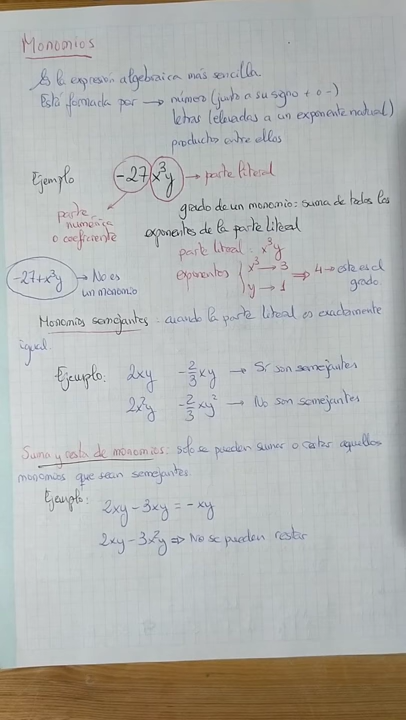 Monomios
Es la expresión algebraica más sencilla
Está formada por → número (junto a su signo + o -)
letras (elevadas a un exponente natural)
producto entre ellos
Ejemplo -27x³y → parte literal
parte numérica o coeficiente
grado de un monomio: suma de todos los
exponentes de la parte literal
parte literal: x³y
exponentes { x³ → 3
y → 1
⇒ 4 → este es el grado
-27+x³y → No es un monomio
Monomios semejantes: cuando la parte literal es exactamente
igual.
Ejemplo: 2xy -2/3xy → Sí son semejantes
2x²y -2/3xy² → No son semejantes
Suma y resta de monomios: solo se pueden sumar o restar aquellos
monomios que sean semejantes.
Ejemplo:
2xy - 3xy = -xy
2xy - 3x²y ⇒ No se pueden restar